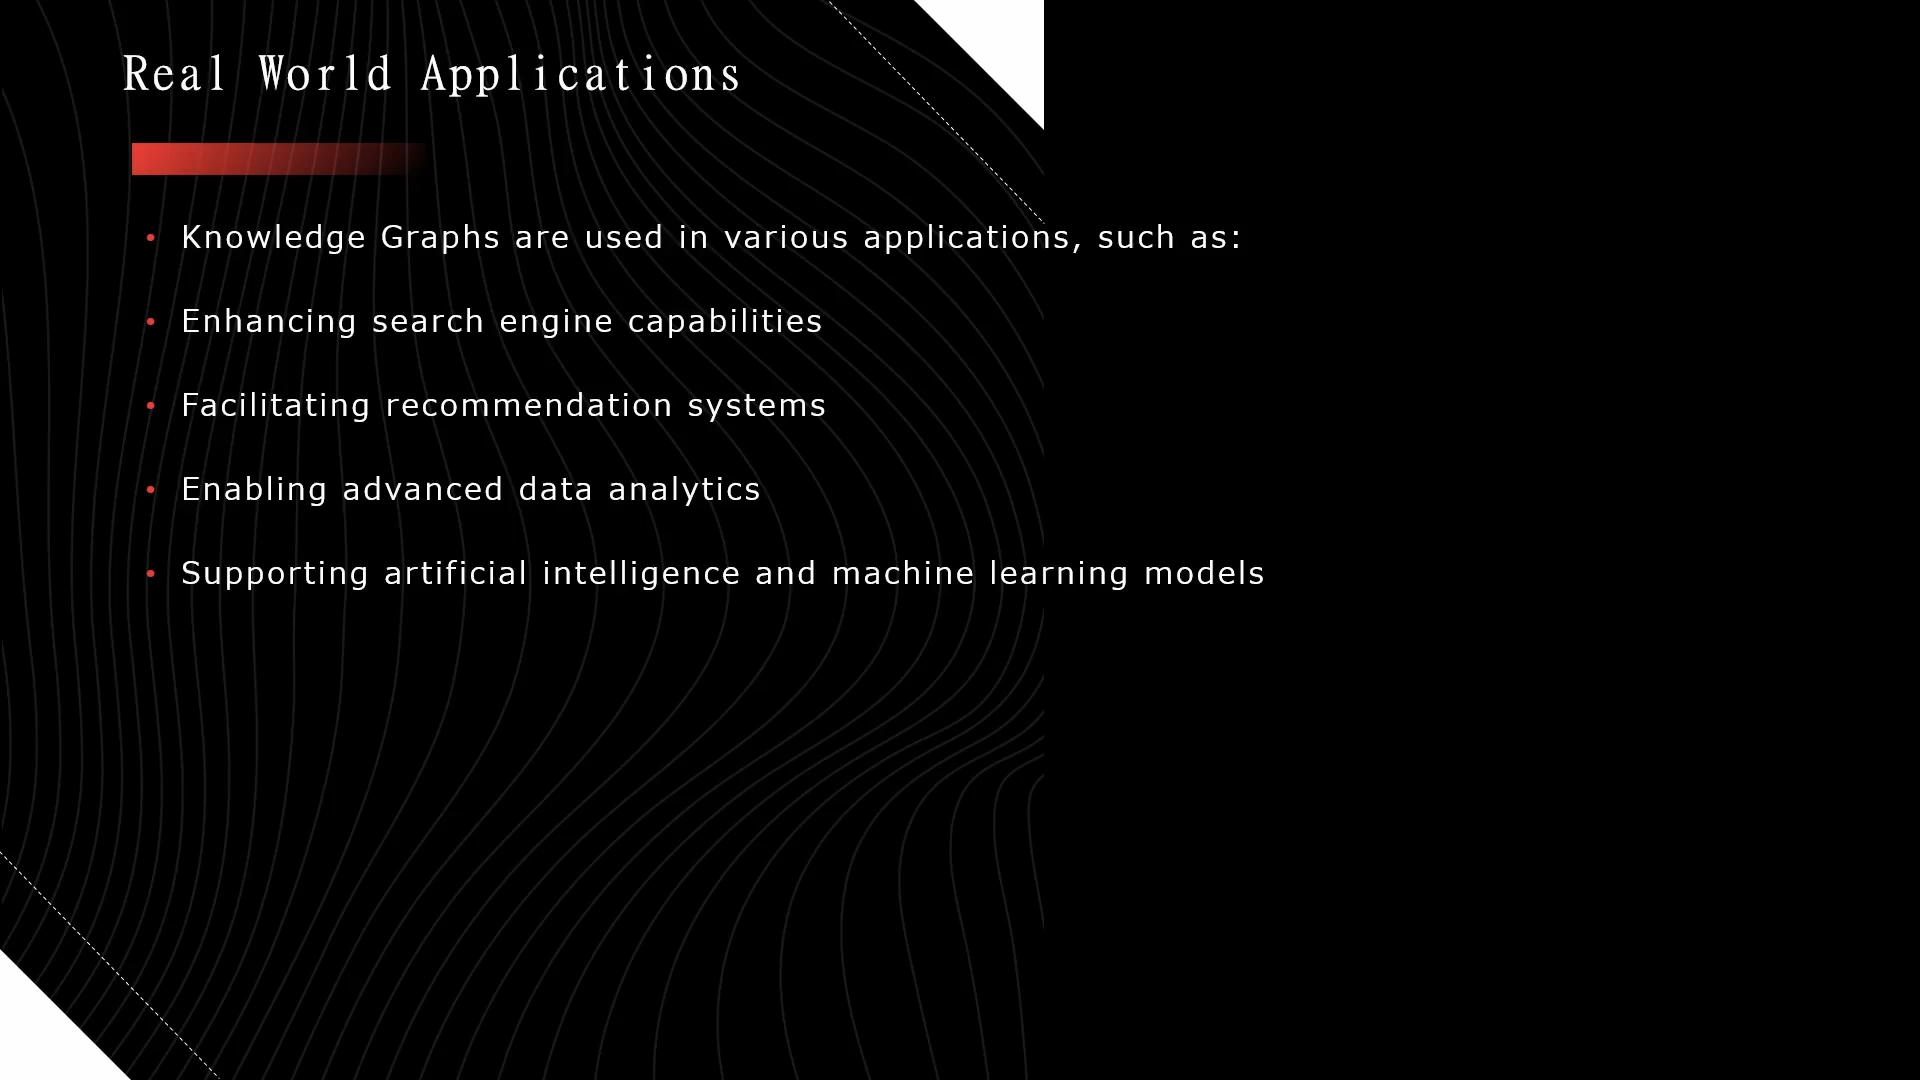 Real World Applications
• Knowledge Graphs are used in various applications, such as:
• Enhancing search engine capabilities
• Facilitating recommendation systems
• Enabling advanced data analytics
• Supporting artificial intelligence and machine learning models